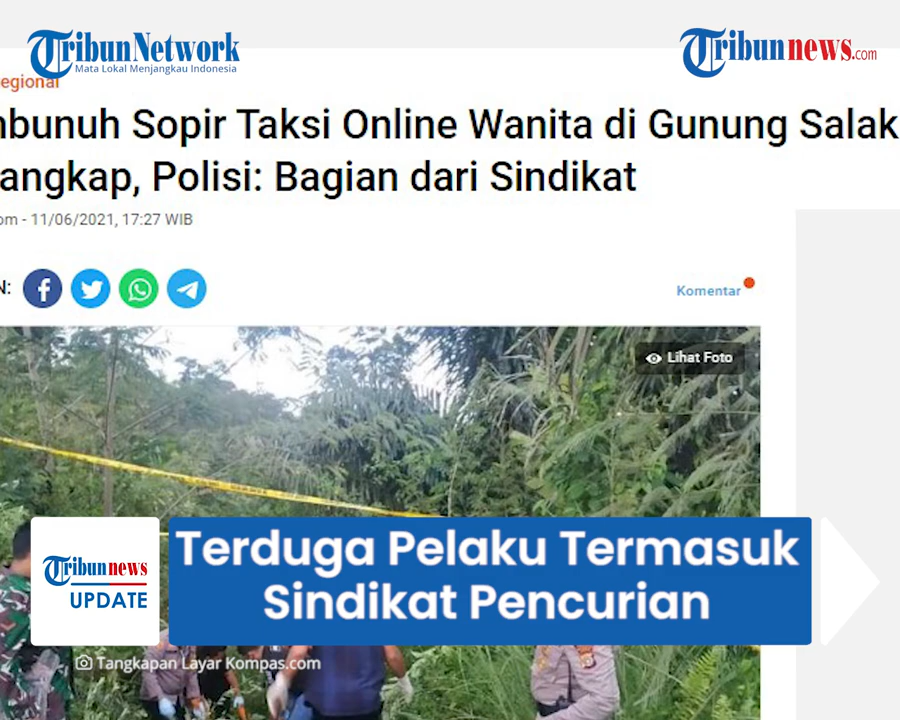 TribunNetwork
Mata Lokal Menjangkau Indonesia
Tribunnews.com
egional
nbunuh Sopir Taksi Online Wanita di Gunung Salak
angkap, Polisi: Bagian dari Sindikat
om - 11/06/2021, 17:27 WIB
N:
Komentar
Lihat Foto
Tribunnews
UPDATE
Terduga Pelaku Termasuk
Sindikat Pencurian
Tangkapan Layar Kompas.com